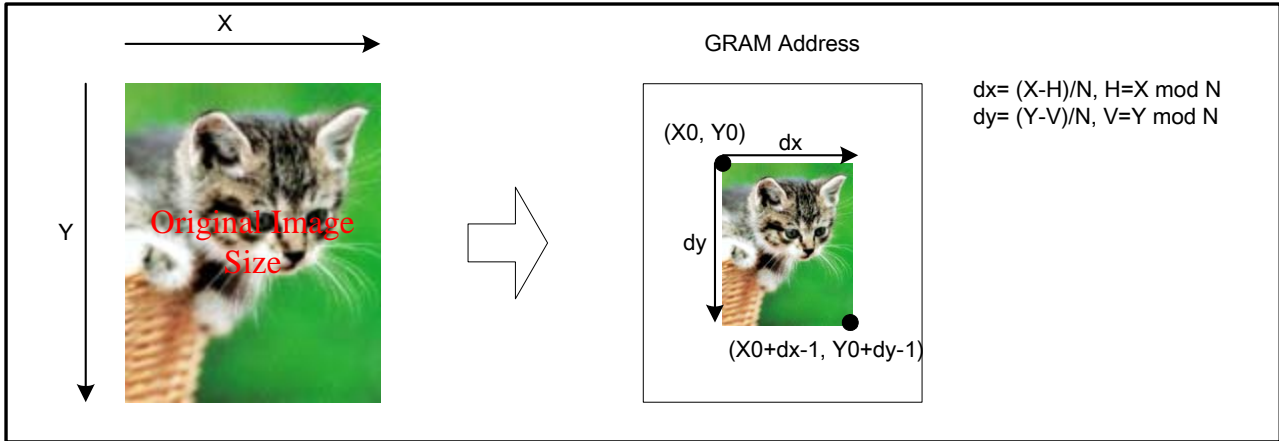 X
Y
Original Image
Size
GRAM Address
(X0, Y0)
dx
dy
(X0+dx-1, Y0+dy-1)
dx= (X-H)/N, H=X mod N
dy= (Y-V)/N, V=Y mod N